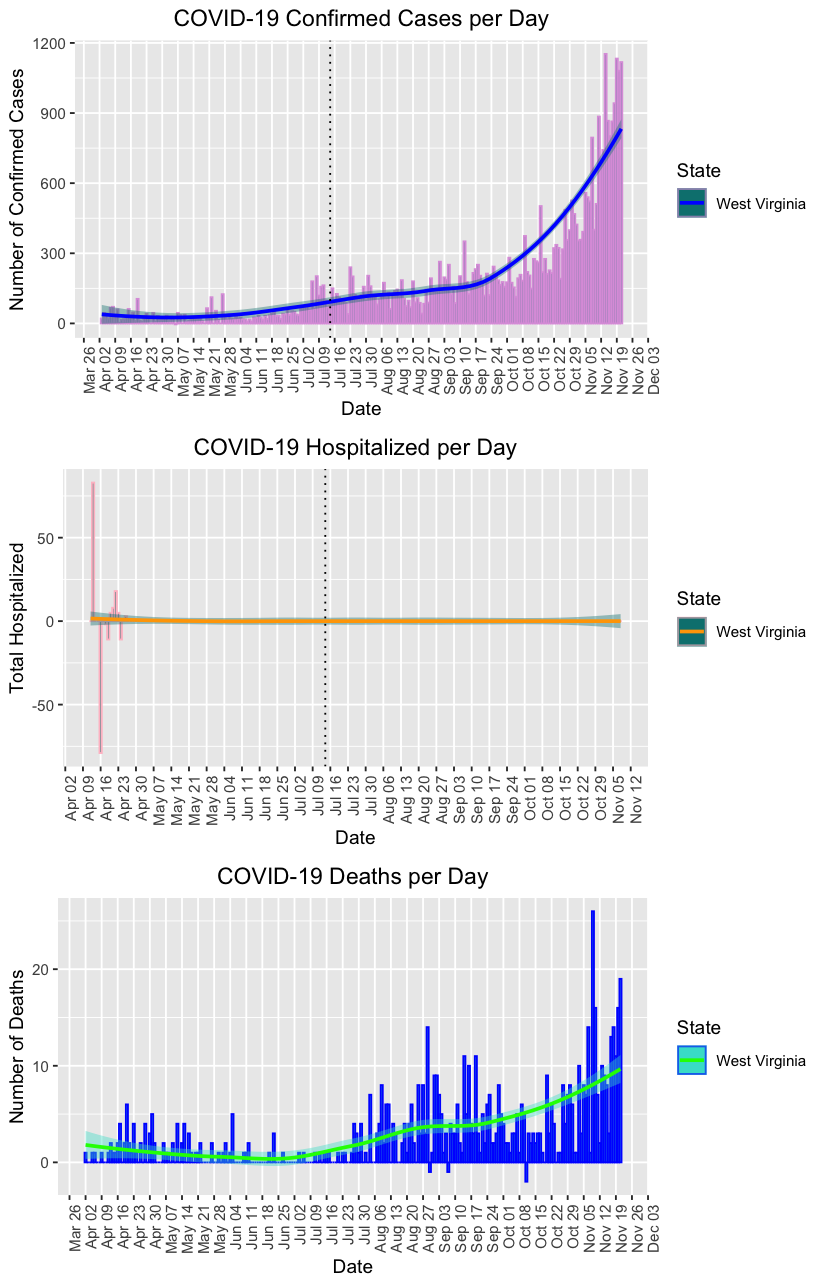 COVID-19 Confirmed Cases per Day
Number of Confirmed Cases
1200
900
600
300
0
Mar 26
Apr 02
Apr 09
Apr 16
Apr 23
Apr 30
May 07
May 14
May 21
May 28
Jun 04
Jun 11
Jun 18
Jun 25
Jul 02
Jul 09
Jul 16
Jul 23
Jul 30
Aug 06
Aug 13
Aug 20
Aug 27
Sep 03
Sep 10
Sep 17
Sep 24
Oct 01
Oct 08
Oct 15
Oct 22
Oct 29
Nov 05
Nov 12
Nov 19
Nov 26
Dec 03
Date
State
West Virginia
COVID-19 Hospitalized per Day
Total Hospitalized
50
0
-50
Apr 02
Apr 09
Apr 16
Apr 23
Apr 30
May 07
May 14
May 21
May 28
Jun 04
Jun 11
Jun 18
Jun 25
Jul 02
Jul 09
Jul 16
Jul 23
Jul 30
Aug 06
Aug 13
Aug 20
Aug 27
Sep 03
Sep 10
Sep 17
Sep 24
Oct 01
Oct 08
Oct 15
Oct 22
Oct 29
Nov 05
Nov 12
Date
State
West Virginia
COVID-19 Deaths per Day
Number of Deaths
20
10
0
Mar 26
Apr 02
Apr 09
Apr 16
Apr 23
Apr 30
May 07
May 14
May 21
May 28
Jun 04
Jun 11
Jun 18
Jun 25
Jul 02
Jul 09
Jul 16
Jul 23
Jul 30
Aug 06
Aug 13
Aug 20
Aug 27
Sep 03
Sep 10
Sep 17
Sep 24
Oct 01
Oct 08
Oct 15
Oct 22
Oct 29
Nov 05
Nov 12
Nov 19
Nov 26
Dec 03
Date
State
West Virginia